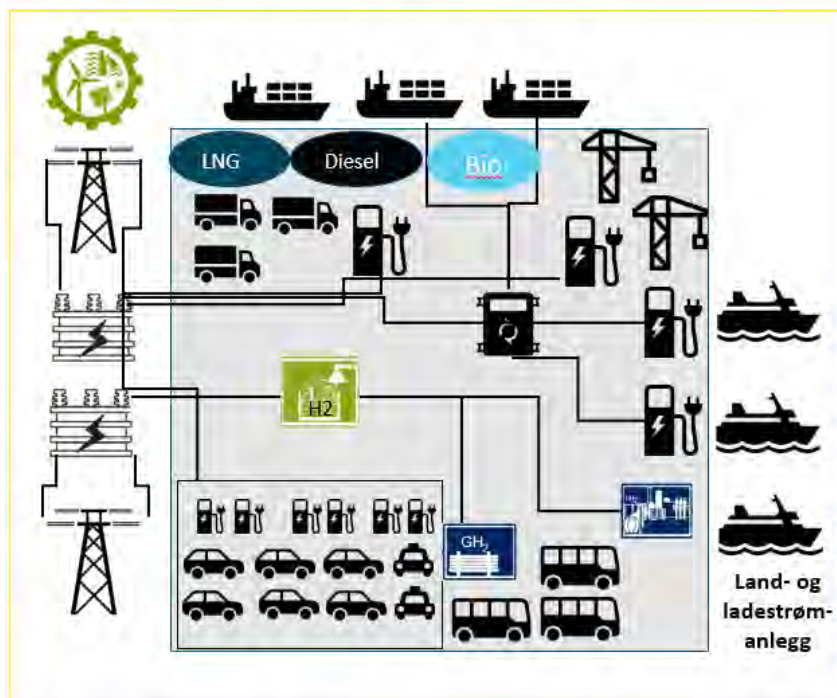 LNG
Diesel
Bio
H2
GH₂
Land- og
ladestrøm-
anlegg